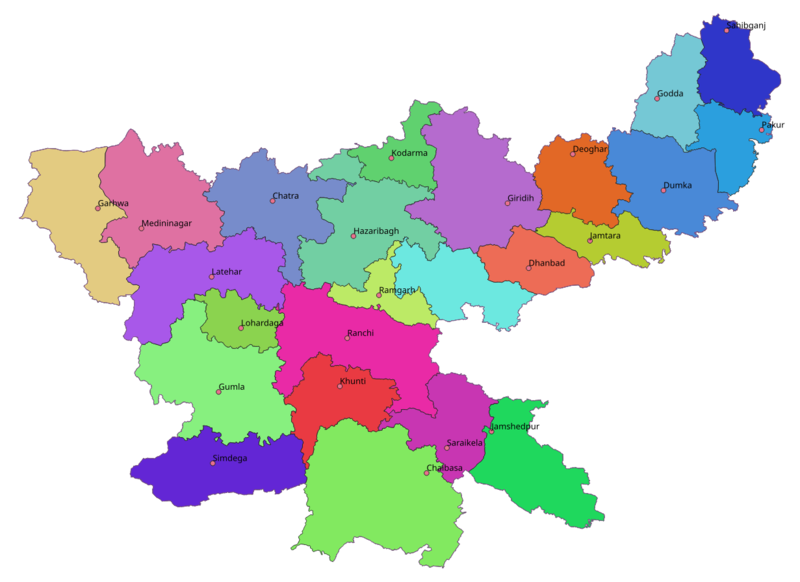 Sahibganj
Godda
Pakur
Kodarma
Deoghar
Dumka
Chatra
Giridih
Garhwa
Medininagar
Hazaribagh
Jamtara
Latehar
Dhanbad
Ramgarh
Lohardaga
Ranchi
Gumla
Khunti
Jamshedpur
Saraikela
Simdega
Chaibasa